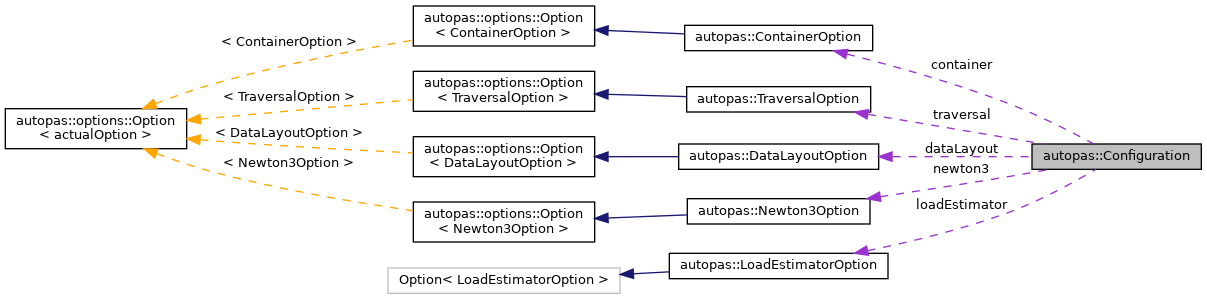 autopas::options::Option
< ContainerOption >
autopas::ContainerOption
< ContainerOption >
container
autopas::options::Option
< TraversalOption >
< TraversalOption >
autopas::TraversalOption
traversal
autopas::options::Option
< actualOption >
< DataLayoutOption >
autopas::options::Option
< DataLayoutOption >
autopas::DataLayoutOption
dataLayout
autopas::Configuration
< Newton3Option >
newton3
autopas::options::Option
< Newton3Option >
autopas::Newton3Option
loadEstimator
autopas::LoadEstimatorOption
Option< LoadEstimatorOption >